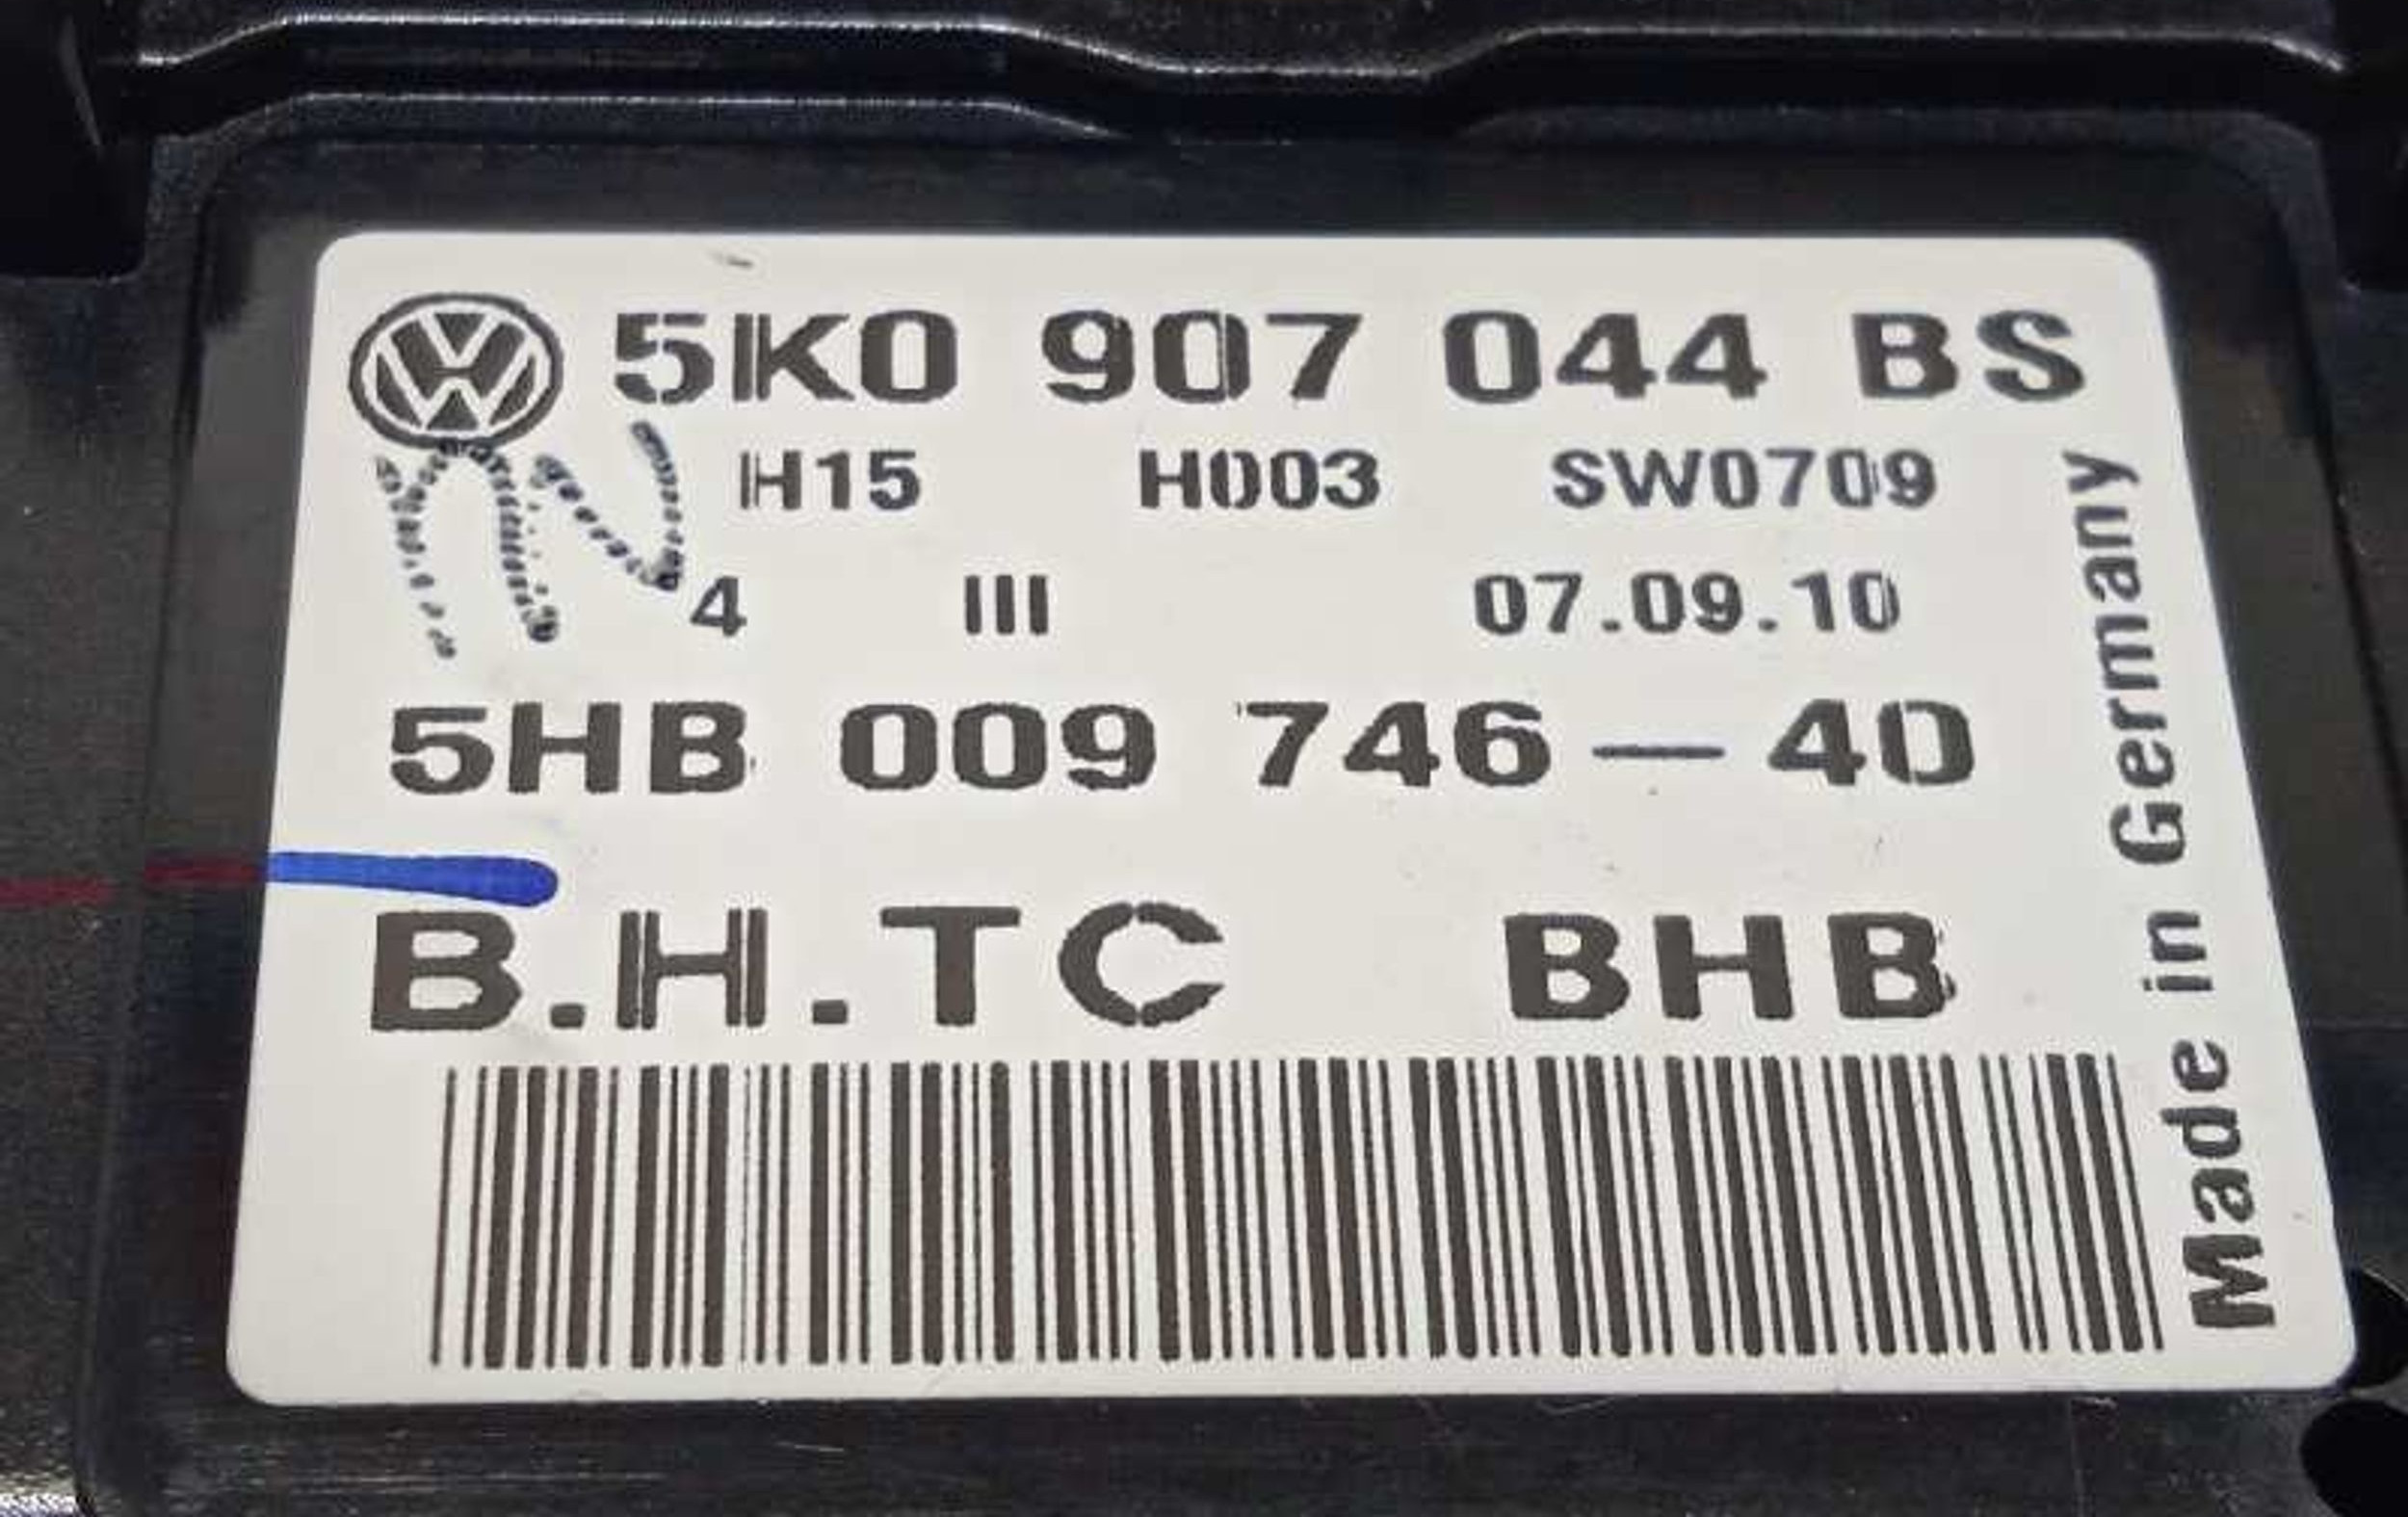 5K0 907 044 BS
H15 H003 SW0709
4 III 07.09.10
5HB 009 746-40
B.H.TC BHB
Made in Germany